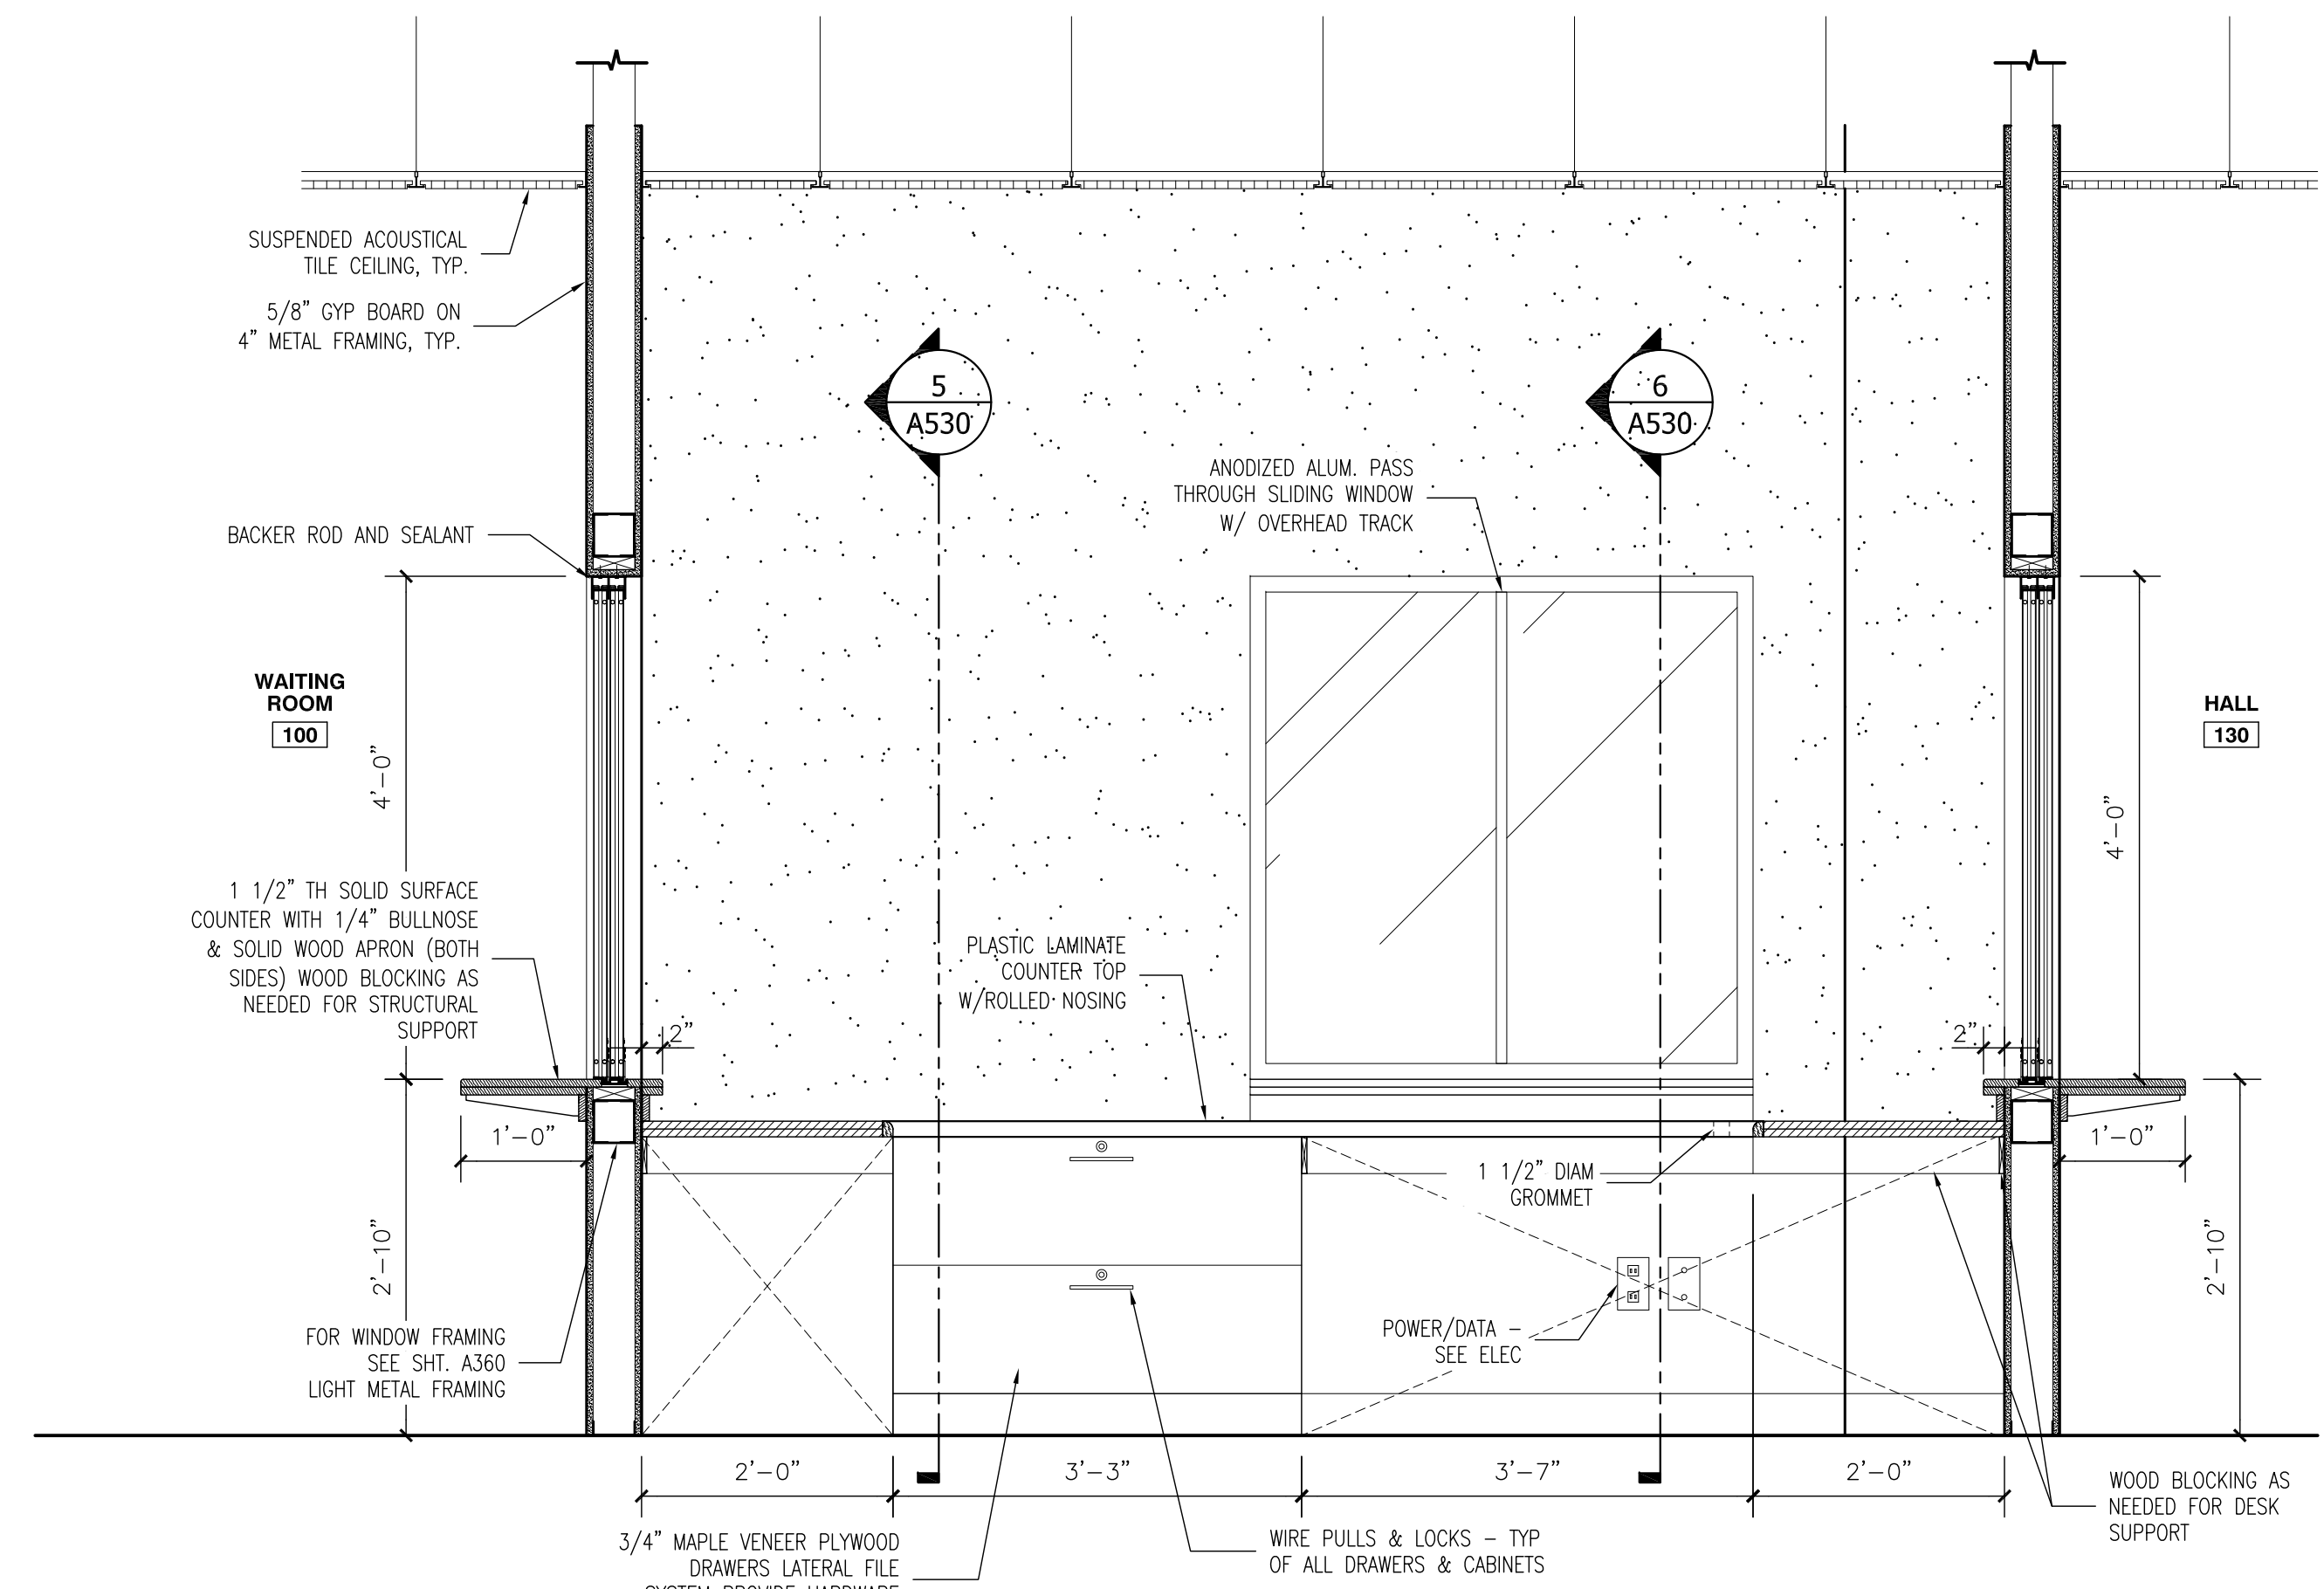 SUSPENDED ACOUSTICAL
TILE CEILING, TYP.
5/8” GYP BOARD ON
4” METAL FRAMING, TYP.
5
A530
6
A530
ANODIZED ALUM. PASS
THROUGH SLIDING WINDOW
W/ OVERHEAD TRACK
BACKER ROD AND SEALANT
WAITING
ROOM
100
HALL
130
4’-0”
4’-0”
1 1/2” TH SOLID SURFACE
COUNTER WITH 1/4” BULLNOSE
& SOLID WOOD APRON (BOTH
SIDES) WOOD BLOCKING AS
NEEDED FOR STRUCTURAL
SUPPORT
PLASTIC LAMINATE
COUNTER TOP
W/ROLLED NOSING
2”
2”
1’-0”
1’-0”
1 1/2” DIAM
GROMMET
2’-10”
2’-10”
POWER/DATA -
SEE ELEC
FOR WINDOW FRAMING
SEE SHT. A360
LIGHT METAL FRAMING
2’-0”
3’-3”
3’-7”
2’-0”
WOOD BLOCKING AS
NEEDED FOR DESK
SUPPORT
3/4” MAPLE VENEER PLYWOOD
DRAWERS LATERAL FILE
SYSTEM PROVIDE HARDWARE
WIRE PULLS & LOCKS - TYP
OF ALL DRAWERS & CABINETS